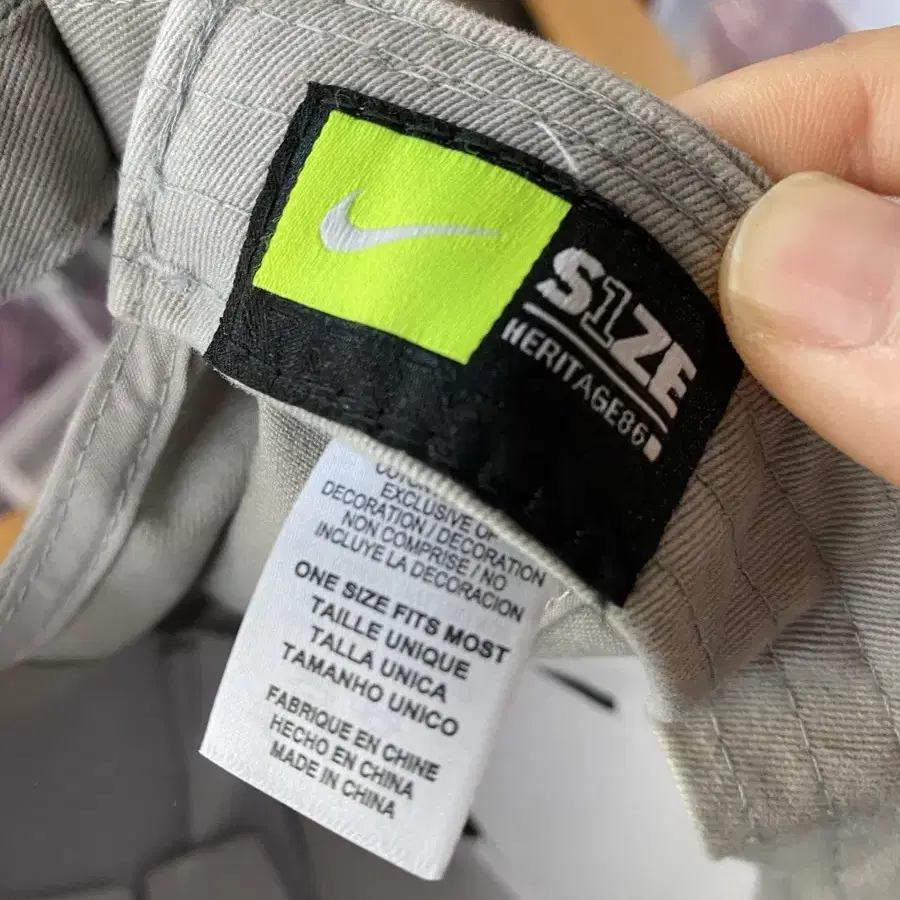 S1ZE
HERITAGE86
EXCLUSIVE OF
DECORATION / DECORATION
NON COMPRISE / NO
INCLUYE LA DECORACION
ONE SIZE FITS MOST
TAILLE UNIQUE
TALLA UNICA
TAMANHO UNICO
FABRIQUE EN CHINE
HECHO EN CHINA
MADE IN CHINA